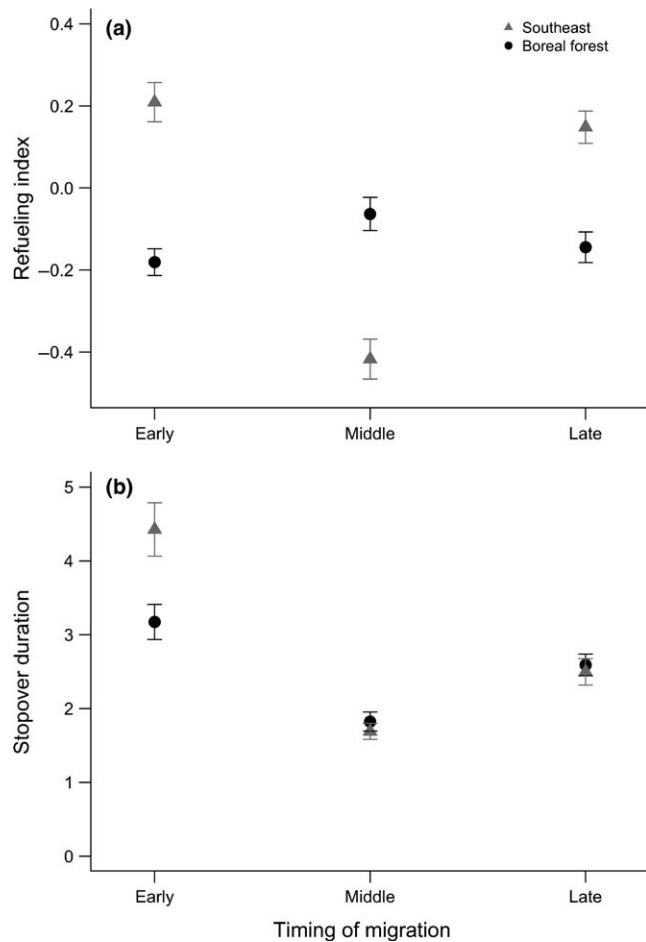 (a)
Southeast
Boreal forest
0.4
0.2
0.0
−0.2
−0.4
Refueling index
Early Middle Late
(b)
5
4
3
2
1
0
Stopover duration
Early Middle Late
Timing of migration